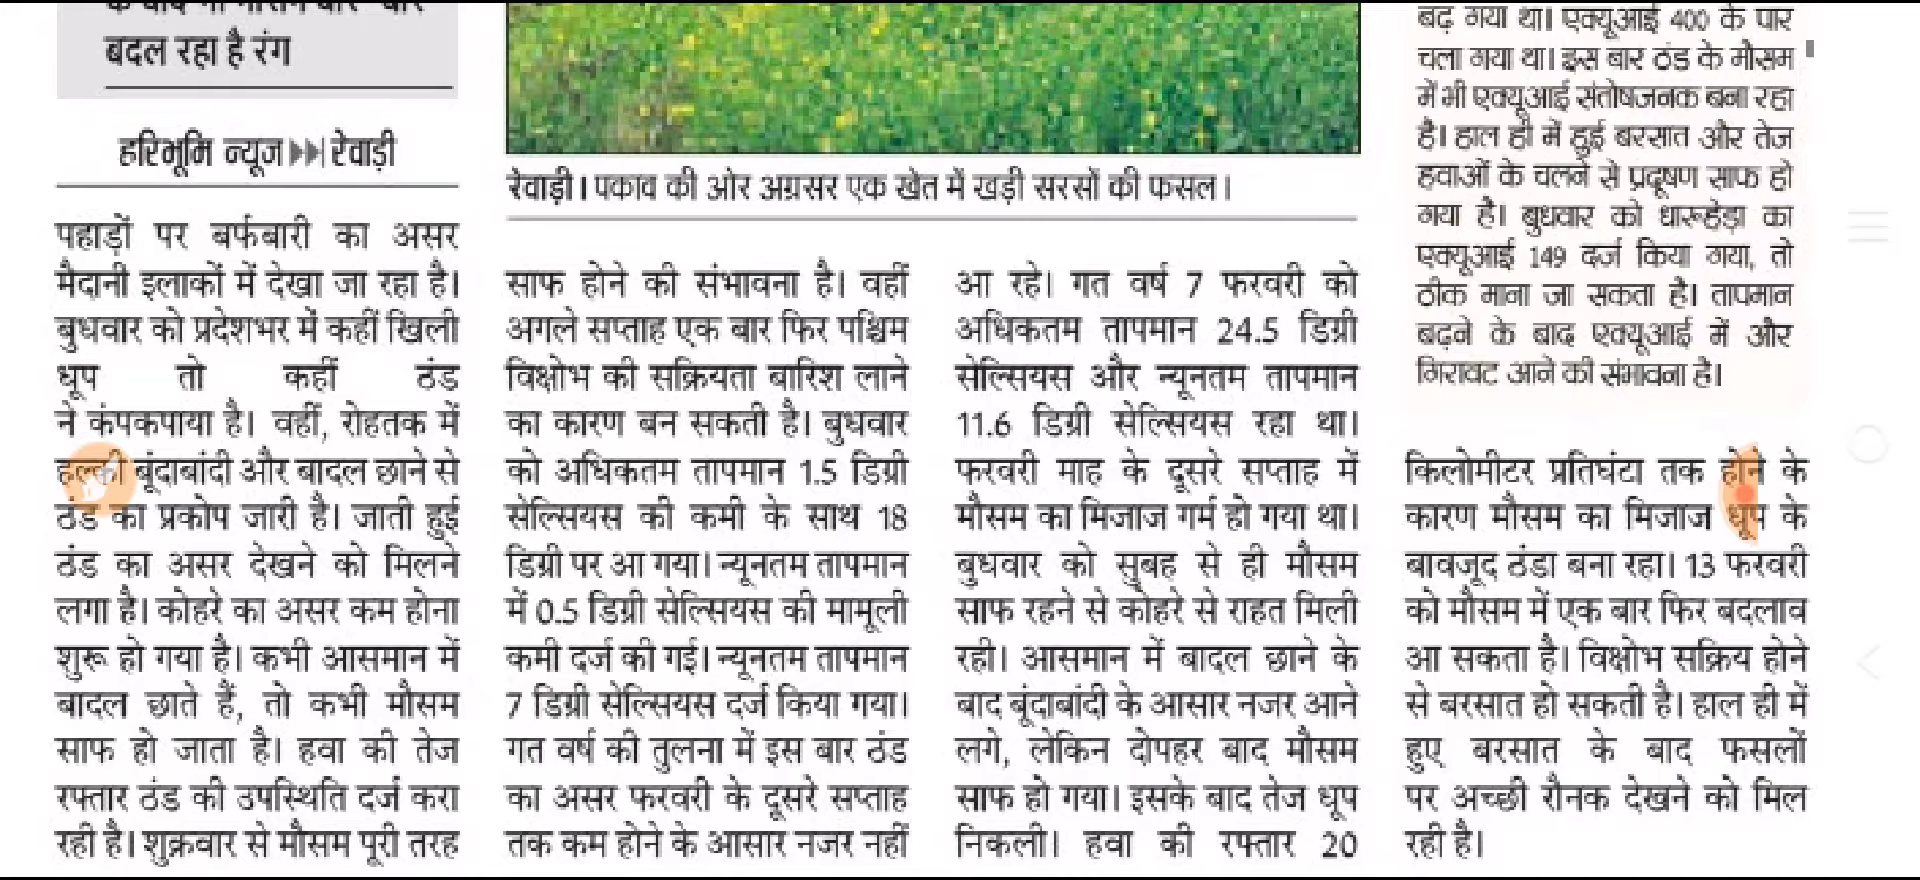 बदल रहा है रंग
हरिभूमि न्यूज रेवाड़ी
पहाड़ों पर बर्फबारी का असर
मैदानी इलाकों में देखा जा रहा है।
बुधवार को प्रदेशभर में कहीं खिली
धूप तो कहीं ठंड
ने कंपकपाया है। वहीं, रोहतक में
हल्की बूंदाबांदी और बादल छाने से
ठंड का प्रकोप जारी है। जाती हुई
ठंड का असर देखने को मिलने
लगा है। कोहरे का असर कम होना
शुरू हो गया है। कभी आसमान में
बादल छाते हैं, तो कभी मौसम
साफ हो जाता है। हवा की तेज
रफ्तार ठंड की उपस्थिति दर्ज करा
रही है। शुक्रवार से मौसम पूरी तरह
रेवाड़ी। पकाव की ओर अग्रसर एक खेत में खड़ी सरसों की फसल।
साफ होने की संभावना है। वहीं
अगले सप्ताह एक बार फिर पश्चिम
विक्षोभ की सक्रियता बारिश लाने
का कारण बन सकती है। बुधवार
को अधिकतम तापमान 1.5 डिग्री
सेल्सियस की कमी के साथ 18
डिग्री पर आ गया। न्यूनतम तापमान
में 0.5 डिग्री सेल्सियस की मामूली
कमी दर्ज की गई। न्यूनतम तापमान
7 डिग्री सेल्सियस दर्ज किया गया।
गत वर्ष की तुलना में इस बार ठंड
का असर फरवरी के दूसरे सप्ताह
तक कम होने के आसार नजर नहीं
आ रहे। गत वर्ष 7 फरवरी को
अधिकतम तापमान 24.5 डिग्री
सेल्सियस और न्यूनतम तापमान
11.6 डिग्री सेल्सियस रहा था।
फरवरी माह के दूसरे सप्ताह में
मौसम का मिजाज गर्म हो गया था।
बुधवार को सुबह से ही मौसम
साफ रहने से कोहरे से राहत मिली
रही। आसमान में बादल छाने के
बाद बूंदाबांदी के आसार नजर आने
लगे, लेकिन दोपहर बाद मौसम
साफ हो गया। इसके बाद तेज धूप
निकली। हवा की रफ्तार 20
बढ़ गया था। एक्यूआई 400 के पार
चला गया था। इस बार ठंड के मौसम
में भी एक्यूआई संतोषजनक बना रहा
है। हाल ही में हुई बरसात और तेज
हवाओं के चलने से प्रदूषण साफ हो
गया है। बुधवार को धारूहेड़ा का
एक्यूआई 149 दर्ज किया गया, तो
ठीक माना जा सकता है। तापमान
बढ़ने के बाद एक्यूआई में और
गिरावट आने की संभावना है।
किलोमीटर प्रतिघंटा तक होने के
कारण मौसम का मिजाज धूप के
बावजूद ठंडा बना रहा। 13 फरवरी
को मौसम में एक बार फिर बदलाव
आ सकता है। विक्षोभ सक्रिय होने
से बरसात हो सकती है। हाल ही में
हुए बरसात के बाद फसलों
पर अच्छी रौनक देखने को मिल
रही है।